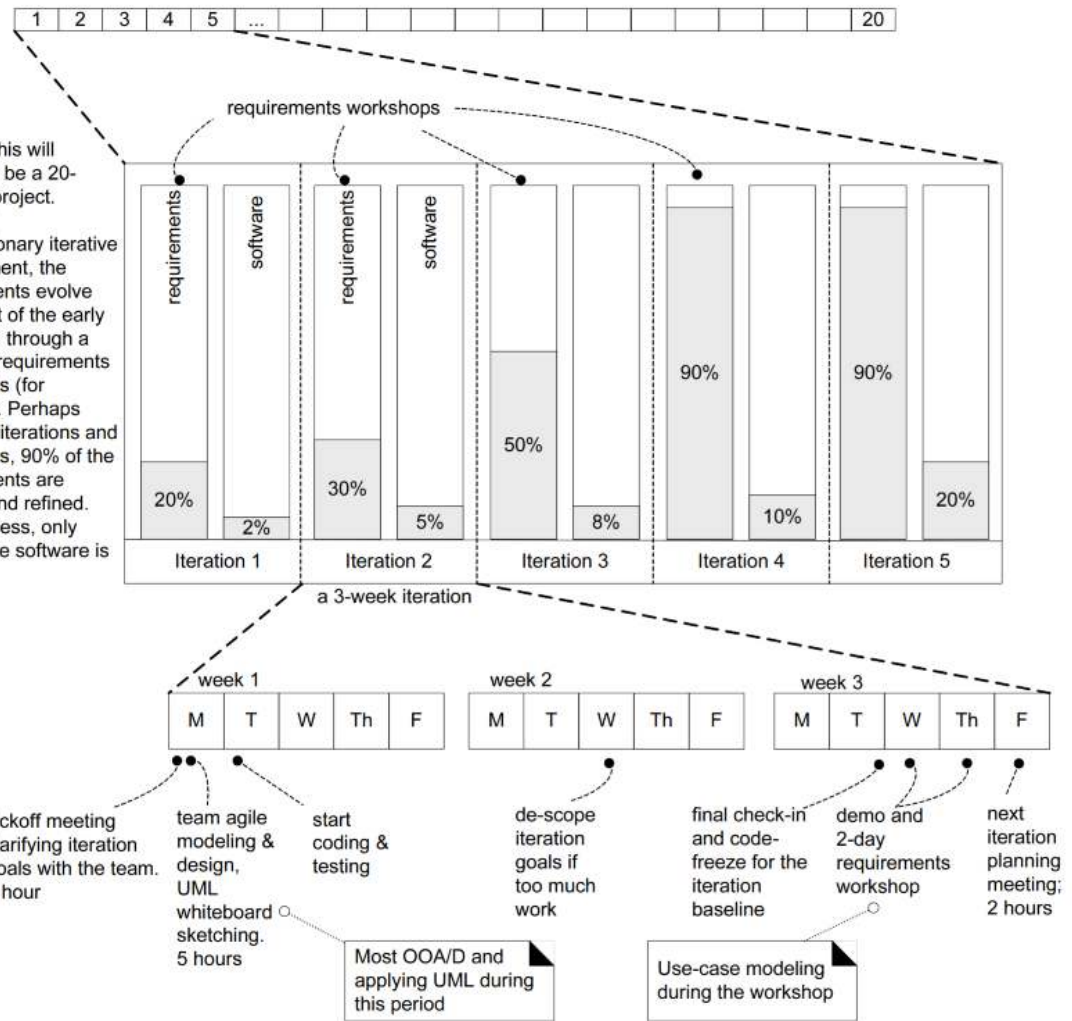 1 2 3 4 5 ... 20
requirements workshops
this will
be a 20-
project.
onary iterative
ment, the
ents evolve
t of the early
through a
requirements
s (for
Perhaps
iterations and
s, 90% of the
ents are
nd refined.
less, only
e software is
requirements
software
requirements
software
20%
2%
30%
5%
50%
8%
90%
10%
90%
20%
Iteration 1
Iteration 2
Iteration 3
Iteration 4
Iteration 5
a 3-week iteration
week 1
M T W Th F
week 2
M T W Th F
week 3
M T W Th F
ckoff meeting
arifying iteration
oals with the team.
hour
team agile
modeling &
design,
UML
whiteboard
sketching.
5 hours
start
coding &
testing
de-scope
iteration
goals if
too much
work
final check-in
and code-
freeze for the
iteration
baseline
demo and
2-day
requirements
workshop
next
iteration
planning
meeting;
2 hours
Most OOA/D and
applying UML during
this period
Use-case modeling
during the workshop